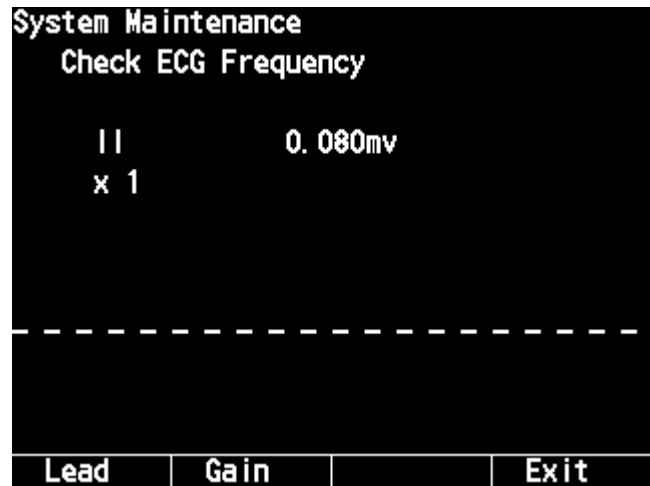 System Maintenance
Check ECG Frequency
II 0.080mv
x 1
Lead Gain Exit